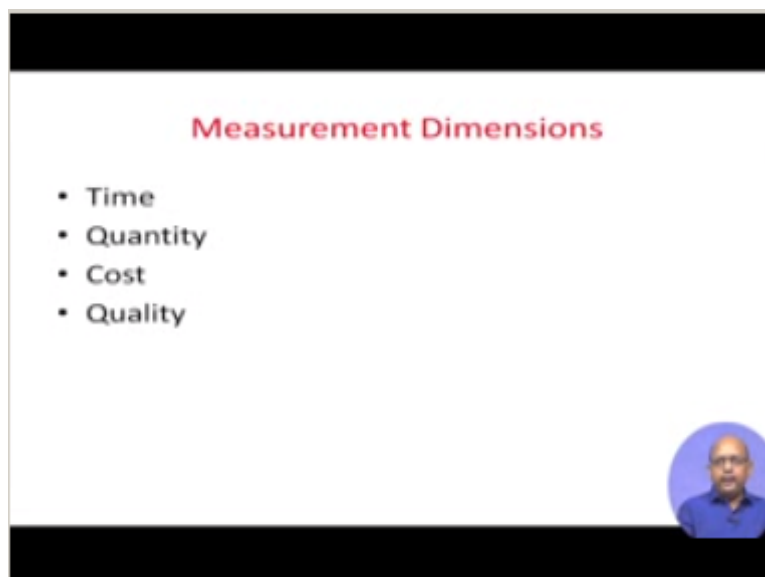 Measurement Dimensions
• Time
• Quantity
• Cost
• Quality